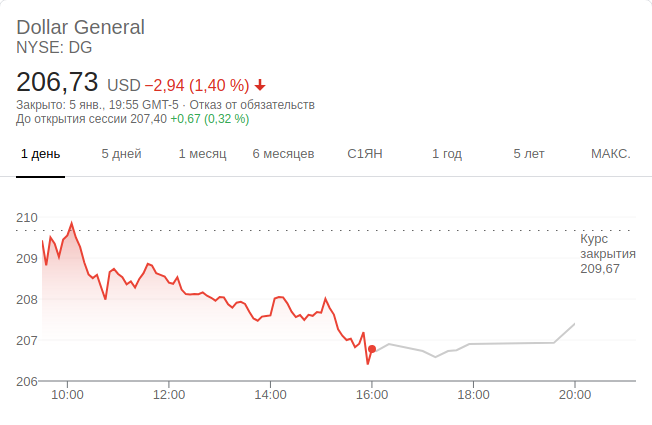 Dollar General
NYSE: DG
206,73 USD −2,94 (1,40 %)
Закрыто: 5 янв., 19:55 GMT-5 · Отказ от обязательств
До открытия сессии 207,40 +0,67 (0,32 %)
1 день 5 дней 1 месяц 6 месяцев С1ЯН 1 год 5 лет МАКС.
210
209
208
207
206
Курс
закрытия
209,67
10:00 12:00 14:00 16:00 18:00 20:00